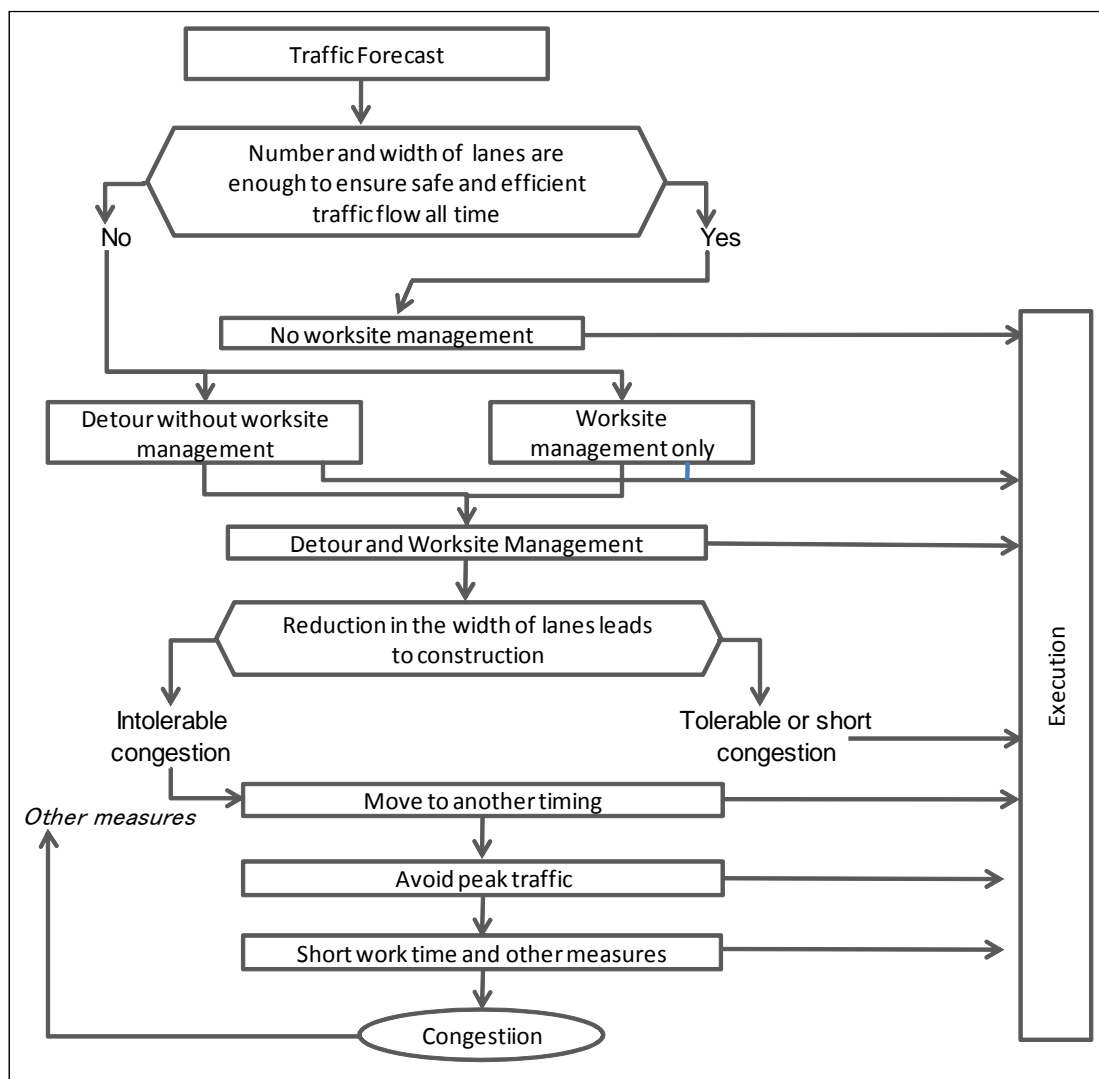 Traffic Forecast
Number and width of lanes are
enough to ensure safe and efficient
traffic flow all time
No
Yes
No worksite management
Detour without worksite
management
Worksite
management only
Detour and Worksite Management
Reduction in the width of lanes leads
to construction
Execution
Intolerable
congestion
Tolerable or short
congestion
Move to another timing
Other measures
Avoid peak traffic
Short work time and other measures
Congestiion